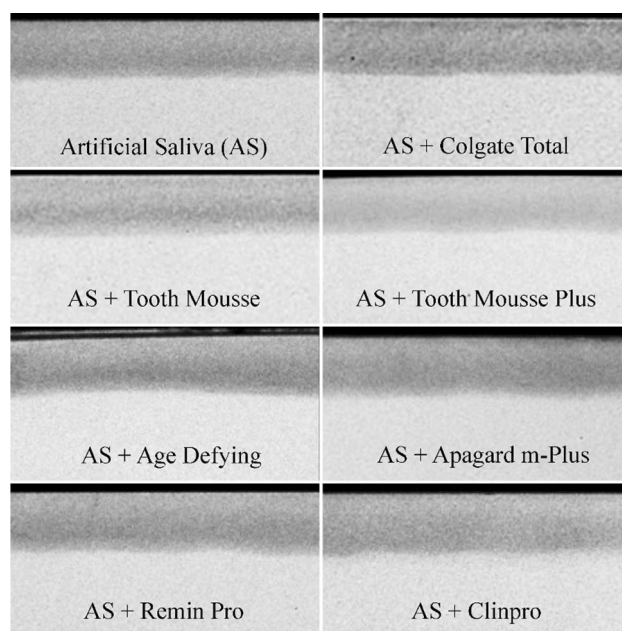 Artificial Saliva (AS)
AS + Colgate Total
AS + Tooth Mousse
AS + Tooth Mousse Plus
AS + Age Defying
AS + Apagard m-Plus
AS + Remin Pro
AS + Clinpro